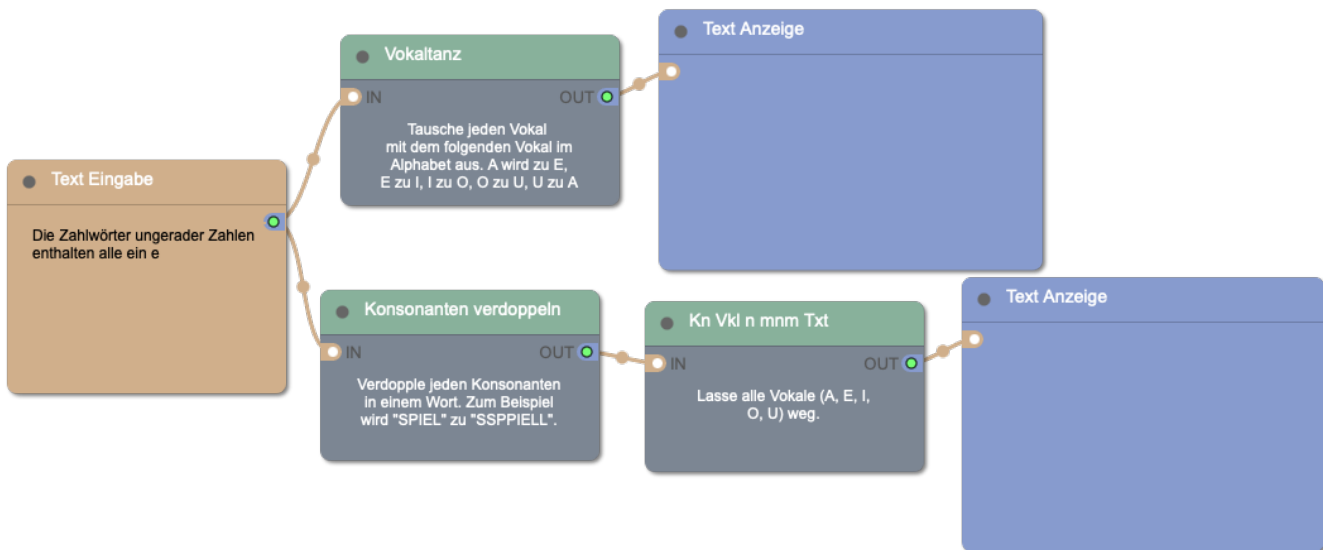 Text Eingabe
Die Zahlwörter ungerader Zahlen
enthalten alle ein e
Vokaltanz
IN
OUT
Tausche jeden Vokal
mit dem folgenden Vokal im
Alphabet aus. A wird zu E,
E zu I, I zu O, O zu U, U zu A
Text Anzeige
Konsonanten verdoppeln
IN
OUT
Verdopple jeden Konsonanten
in einem Wort. Zum Beispiel
wird "SPIEL" zu "SSPPIELL".
Kn Vkl n mnm Txt
IN
OUT
Lasse alle Vokale (A, E, I,
O, U) weg.
Text Anzeige